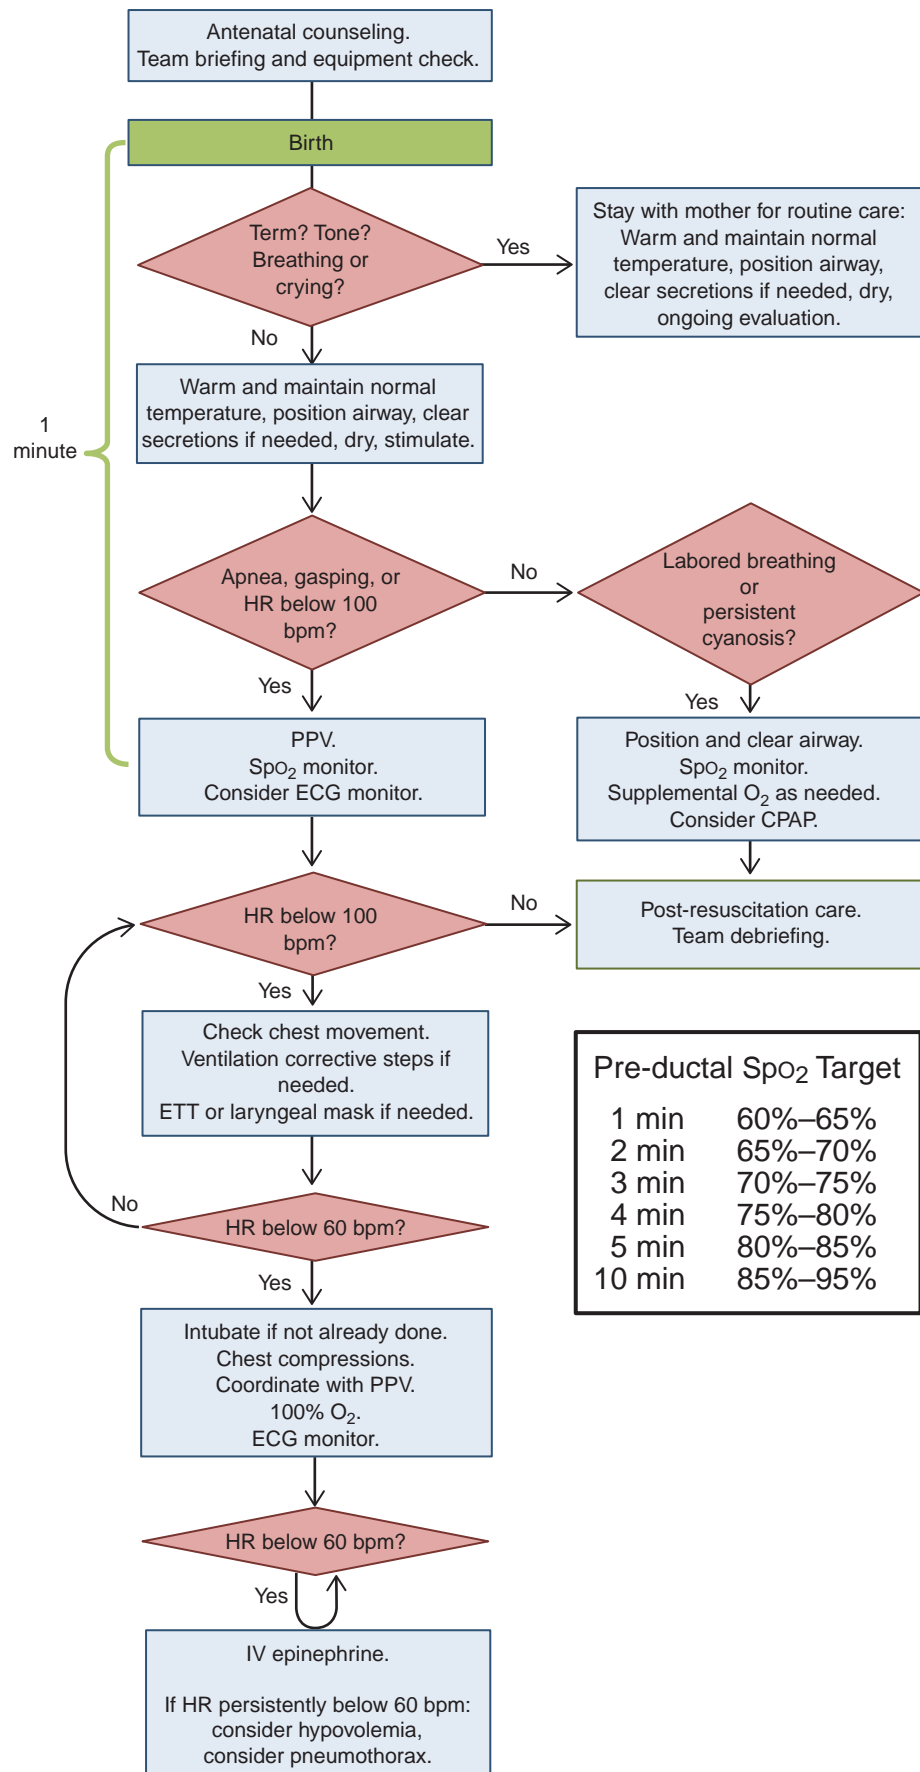 Antenatal counseling.
Team briefing and equipment check.
Birth
Term? Tone?
Breathing or
crying?
Yes
Stay with mother for routine care:
Warm and maintain normal
temperature, position airway,
clear secretions if needed, dry,
ongoing evaluation.
No
Warm and maintain normal
temperature, position airway, clear
secretions if needed, dry, stimulate.
1
minute
Apnea, gasping, or
HR below 100
bpm?
No
Labored breathing
or
persistent
cyanosis?
Yes
Yes
PPV.
SpO₂ monitor.
Consider ECG monitor.
Position and clear airway.
SpO₂ monitor.
Supplemental O₂ as needed.
Consider CPAP.
HR below 100
bpm?
No
Post-resuscitation care.
Team debriefing.
Yes
Check chest movement.
Ventilation corrective steps if
needed.
ETT or laryngeal mask if needed.
No
HR below 60 bpm?
Yes
Intubate if not already done.
Chest compressions.
Coordinate with PPV.
100% O₂.
ECG monitor.
HR below 60 bpm?
Yes
IV epinephrine.
If HR persistently below 60 bpm:
consider hypovolemia,
consider pneumothorax.
Pre-ductal SpO₂ Target
1 min 60%–65%
2 min 65%–70%
3 min 70%–75%
4 min 75%–80%
5 min 80%–85%
10 min 85%–95%